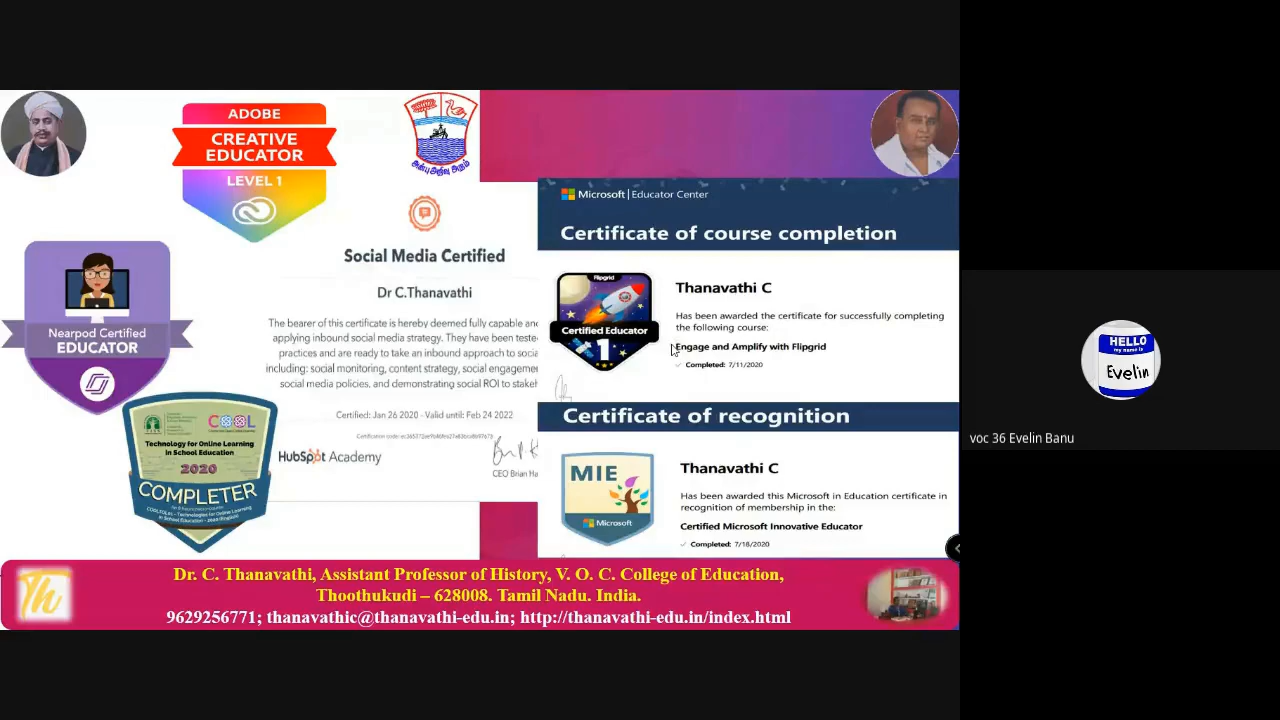 ADOBE
CREATIVE
EDUCATOR
LEVEL 1
Nearpod Certified
EDUCATOR
COOL
Technology for Online Learning
in School Education
2020
COMPLETER
Social Media Certified
Dr C.Thanavathi
The bearer of this certificate is hereby deemed fully capable and
applying inbound social media strategy. They have been teste
practices and are ready to take an inbound approach to socia
including: social monitoring, content strategy, social engagemen
social media policies, and demonstrating social ROI to stakeh
Certified: Jan 26 2020 - Valid until: Feb 24 2022
HubSpot Academy
CEO Brian Ha
Microsoft | Educator Center
Certificate of course completion
Flipgrid
Certified Educator
1
Thanavathi C
Has been awarded the certificate for successfully completing
the following course:
Engage and Amplify with Flipgrid
Completed: 7/11/2020
Certificate of recognition
MIE
Microsoft
Thanavathi C
Has been awarded this Microsoft in Education certificate in
recognition of membership in the:
Certified Microsoft Innovative Educator
Completed: 7/18/2020
Th
Dr. C. Thanavathi, Assistant Professor of History, V. O. C. College of Education,
Thoothukudi – 628008. Tamil Nadu. India.
9629256771; thanavathic@thanavathi-edu.in; http://thanavathi-edu.in/index.html
HELLO
my name is
Evelin
voc 36 Evelin Banu